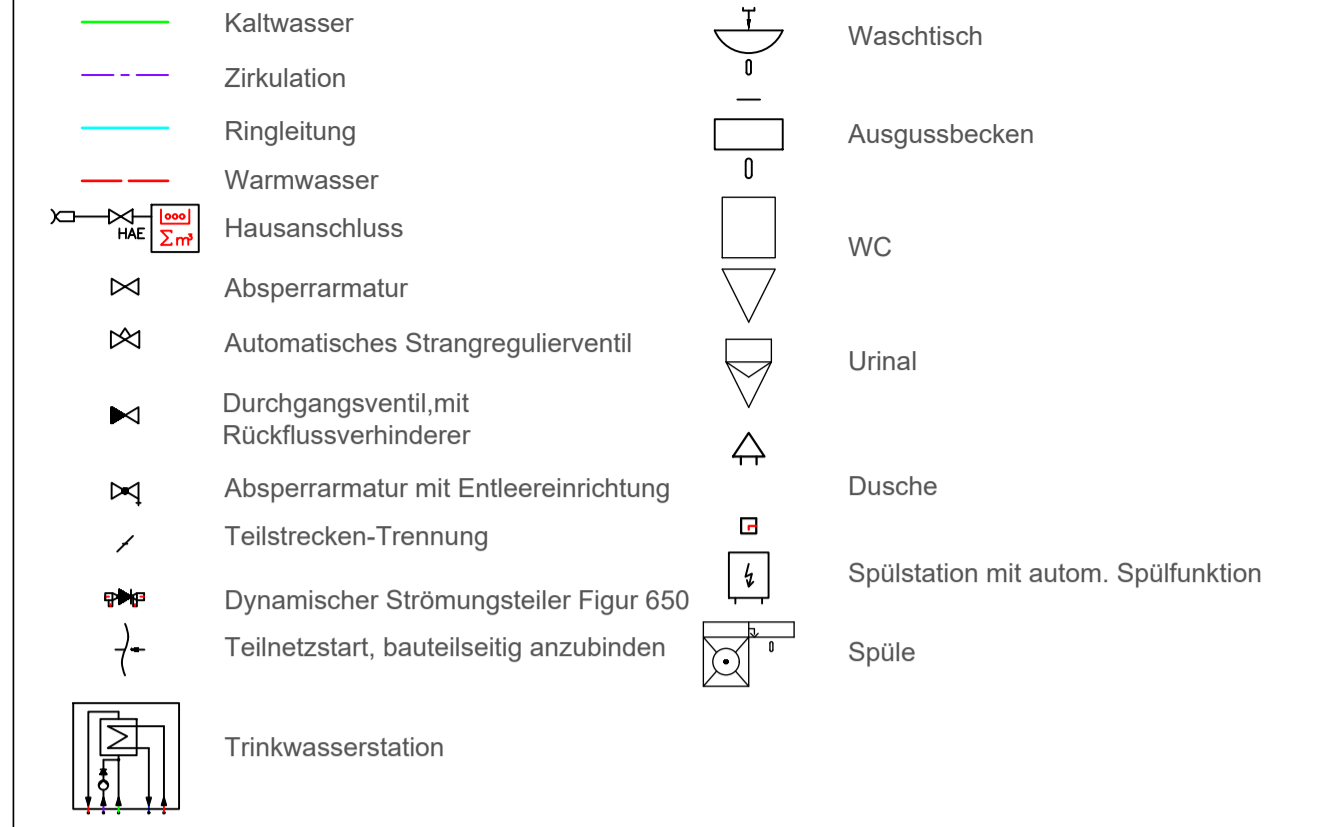 Kaltwasser
Zirkulation
Ringleitung
Warmwasser
HAE
Σm³
Hausanschluss
Absperrarmatur
Automatisches Strangregulierventil
Durchgangsventil,mit
Rückflussverhinderer
Absperrarmatur mit Entleereinrichtung
Teilstrecken-Trennung
Dynamischer Strömungsteiler Figur 650
Teilnetzstart, bauteilseitig anzubinden
Trinkwasserstation
Waschtisch
Ausgussbecken
WC
Urinal
Dusche
Spülstation mit autom. Spülfunktion
Spüle